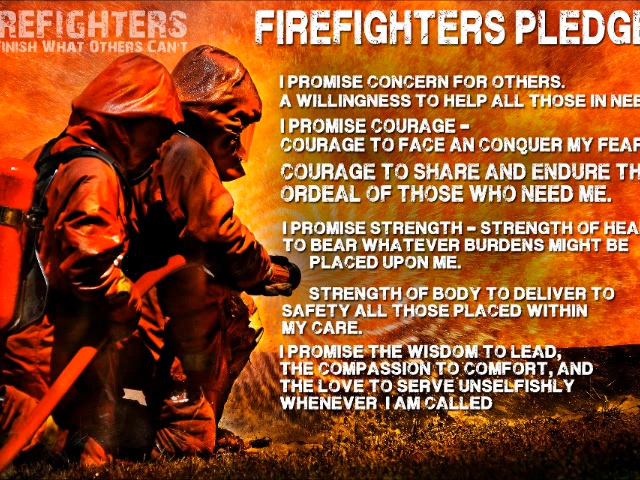 REFIGHTERS
FINISH WHAT OTHERS CAN'T
FIREFIGHTERS PLEDGE
I PROMISE CONCERN FOR OTHERS.
A WILLINGNESS TO HELP ALL THOSE IN NEE
I PROMISE COURAGE -
COURAGE TO FACE AN CONQUER MY FEAR
COURAGE TO SHARE AND ENDURE TH
ORDEAL OF THOSE WHO NEED ME.
I PROMISE STRENGTH - STRENGTH OF HEA
TO BEAR WHATEVER BURDENS MIGHT BE
PLACED UPON ME.
STRENGTH OF BODY TO DELIVER TO
SAFETY ALL THOSE PLACED WITHIN
MY CARE.
I PROMISE THE WISDOM TO LEAD,
THE COMPASSION TO COMFORT, AND
THE LOVE TO SERVE UNSELFISHLY
WHENEVER I AM CALLED